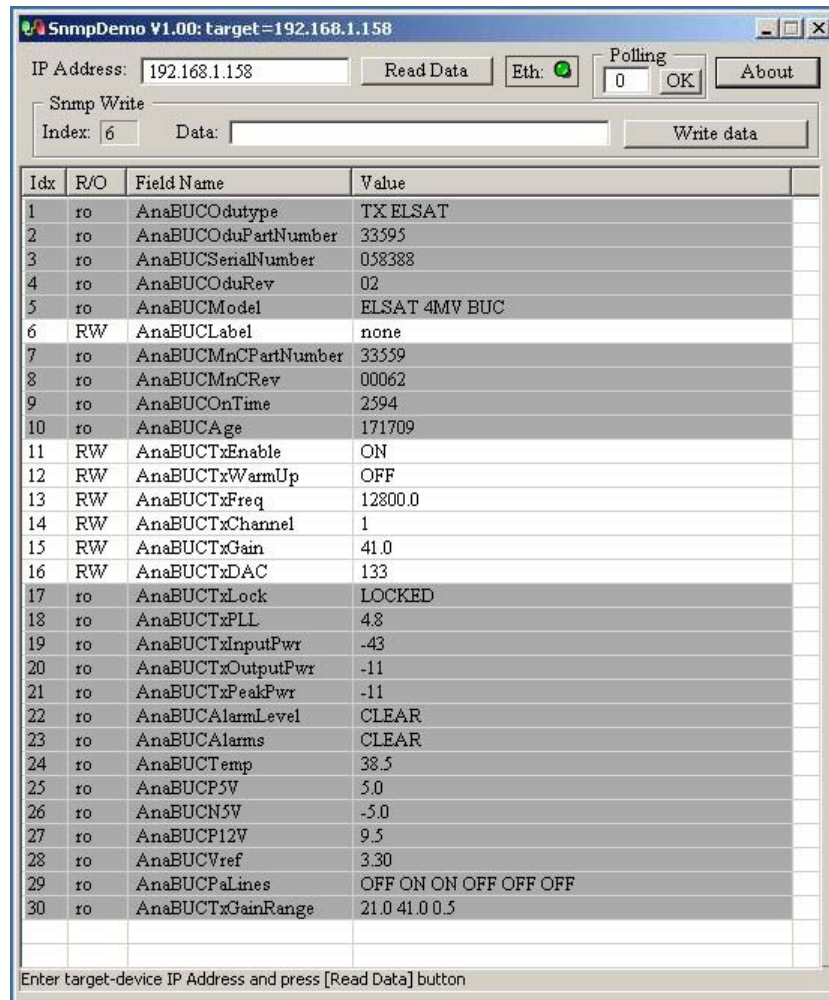 SnmpDemo V1.00: target=192.168.1.158
IP Address: 192.168.1.158 Read Data Eth: Polling 0 OK About
Snmp Write
Index: 6 Data: Write data
Idx R/O Field Name Value
1 ro AnaBUCOdutype TX ELSAT
2 ro AnaBUCOduPartNumber 33595
3 ro AnaBUCSerialNumber 058388
4 ro AnaBUCOduRev 02
5 ro AnaBUCModel ELSAT 4MV BUC
6 RW AnaBUCLabel none
7 ro AnaBUCMnCPartNumber 33559
8 ro AnaBUCMnCRev 00062
9 ro AnaBUCOnTime 2594
10 ro AnaBUCAge 171709
11 RW AnaBUCTxEnable ON
12 RW AnaBUCTxWarmUp OFF
13 RW AnaBUCTxFreq 12800.0
14 RW AnaBUCTxChannel 1
15 RW AnaBUCTxGain 41.0
16 RW AnaBUCTxDAC 133
17 ro AnaBUCTxLock LOCKED
18 ro AnaBUCTxPLL 4.8
19 ro AnaBUCTxInputPwr -43
20 ro AnaBUCTxOutputPwr -11
21 ro AnaBUCTxPeakPwr -11
22 ro AnaBUCAlarmLevel CLEAR
23 ro AnaBUCAlarms CLEAR
24 ro AnaBUCTemp 38.5
25 ro AnaBUCP5V 5.0
26 ro AnaBUCN5V -5.0
27 ro AnaBUCP12V 9.5
28 ro AnaBUCVref 3.30
29 ro AnaBUCPaLines OFF ON ON OFF OFF OFF
30 ro AnaBUCTxGainRange 21.0 41.0 0.5
Enter target-device IP Address and press [Read Data] button